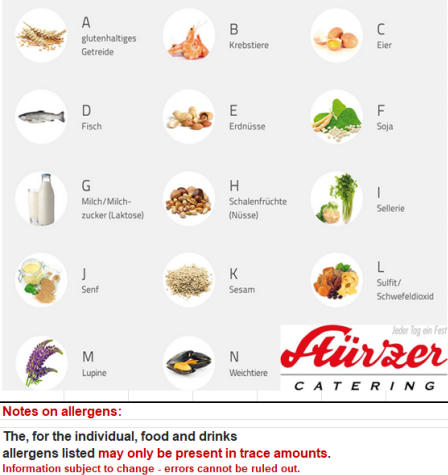 A
glutenhaltiges
Getreide
B
Krebstiere
C
Eier
D
Fisch
E
Erdnüsse
F
Soja
G
Milch/Milch-
zucker (Laktose)
H
Schalenfrüchte
(Nüsse)
I
Sellerie
J
Senf
K
Sesam
L
Sulfit/
Schwefeldioxid
M
Lupine
N
Weichtiere
Jeder Tag ein Fest
Stürzer
CATERING
Notes on allergens:
The, for the individual, food and drinks
allergens listed may only be present in trace amounts.
Information subject to change - errors cannot be ruled out.